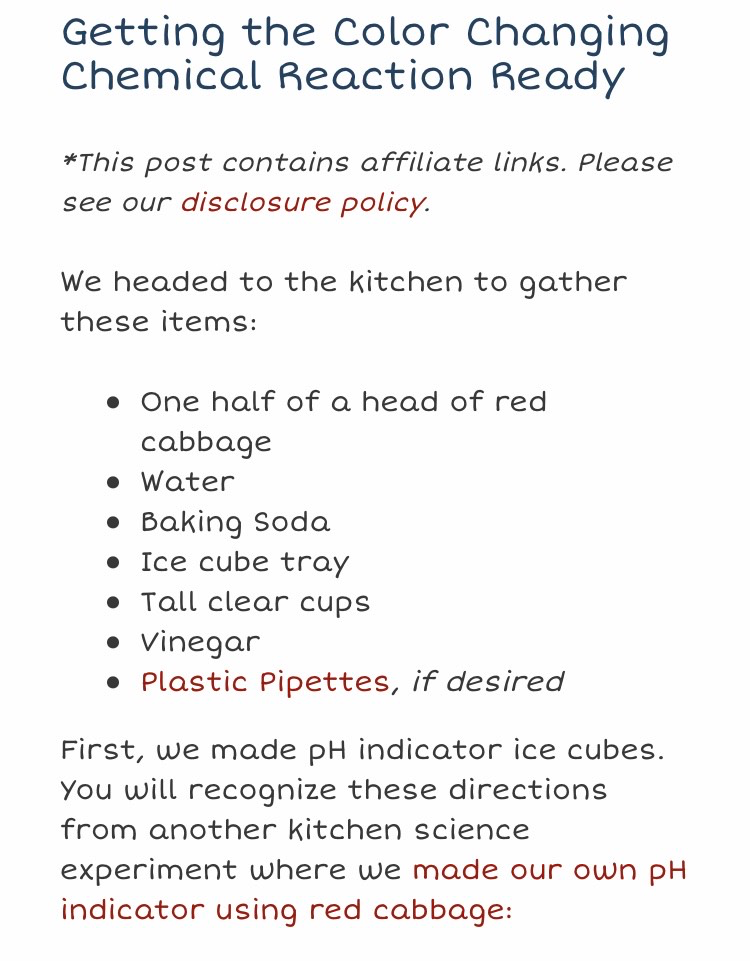 Getting the Color Changing
Chemical Reaction Ready
*This post contains affiliate links. Please
see our disclosure policy.
We headed to the kitchen to gather
these items:
● One half of a head of red
cabbage
● Water
● Baking Soda
● Ice cube tray
● Tall clear cups
● Vinegar
● Plastic Pipettes, if desired
First, we made pH indicator ice cubes.
You will recognize these directions
from another kitchen science
experiment where we made our own pH
indicator using red cabbage: